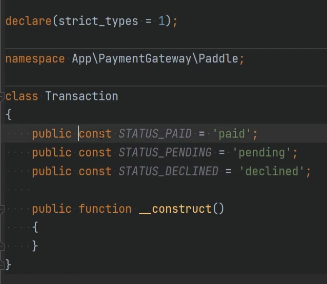 declare(strict_types = 1);
namespace App\PaymentGateway\Paddle;
class Transaction
{
public const STATUS_PAID = 'paid';
public const STATUS_PENDING = 'pending';
public const STATUS_DECLINED = 'declined';
public function __construct()
{
}
}